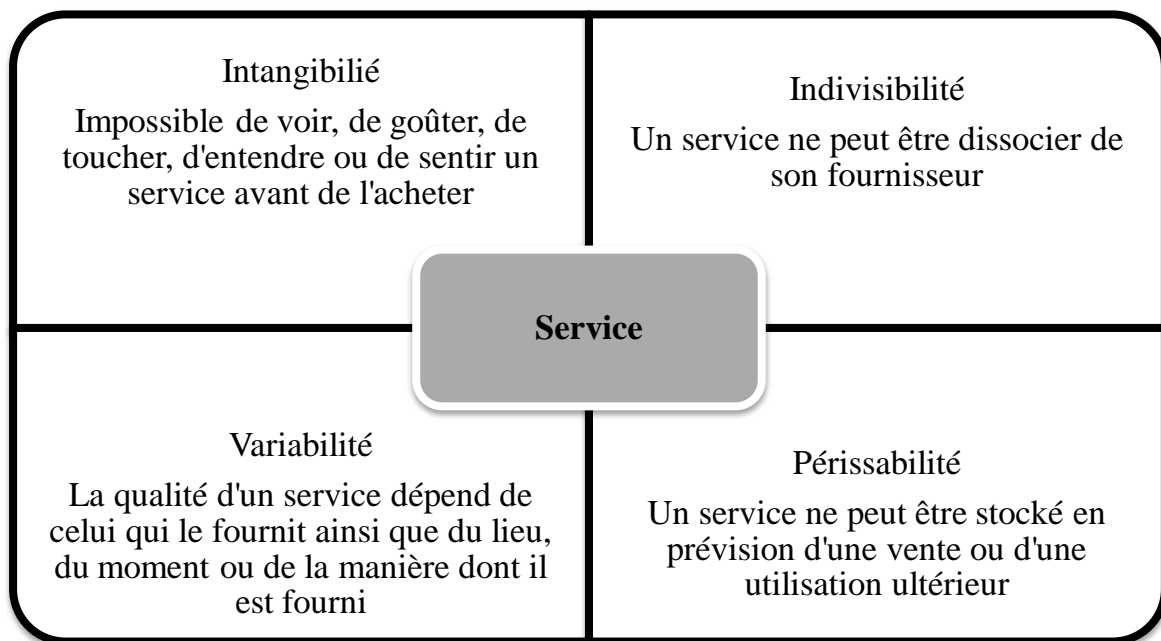 Intangibilié
Impossible de voir, de goûter, de
toucher, d'entendre ou de sentir un
service avant de l'acheter
Indivisibilité
Un service ne peut être dissocier de
son fournisseur
Service
Variabilité
La qualité d'un service dépend de
celui qui le fournit ainsi que du lieu,
du moment ou de la manière dont il
est fourni
Périssabilité
Un service ne peut être stocké en
prévision d'une vente ou d'une
utilisation ultérieur